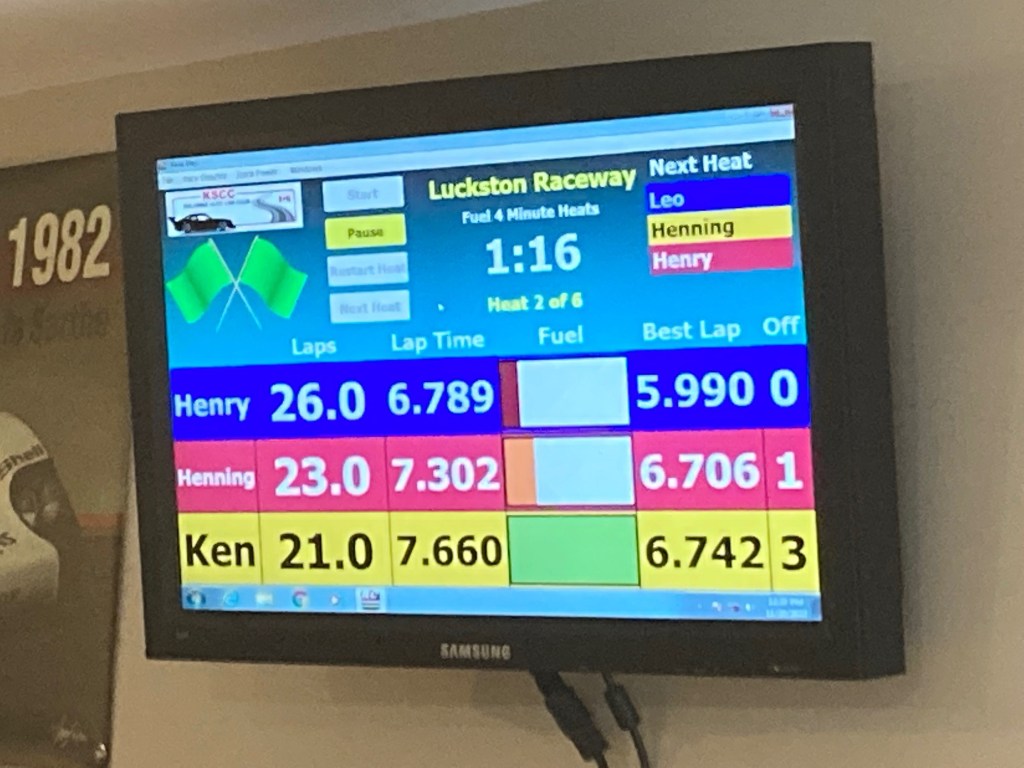 1982
Shell
KSCC
Start
Pause
Restart Heat
Next Heat
Luckston Raceway
Fuel 4 Minute Heats
1:16
Heat 2 of 6
Next Heat
Leo
Henning
Henry
Laps Lap Time Fuel Best Lap Off
Henry 26.0 6.789 5.990 0
Henning 23.0 7.302 6.706 1
Ken 21.0 7.660 6.742 3
SAMSUNG